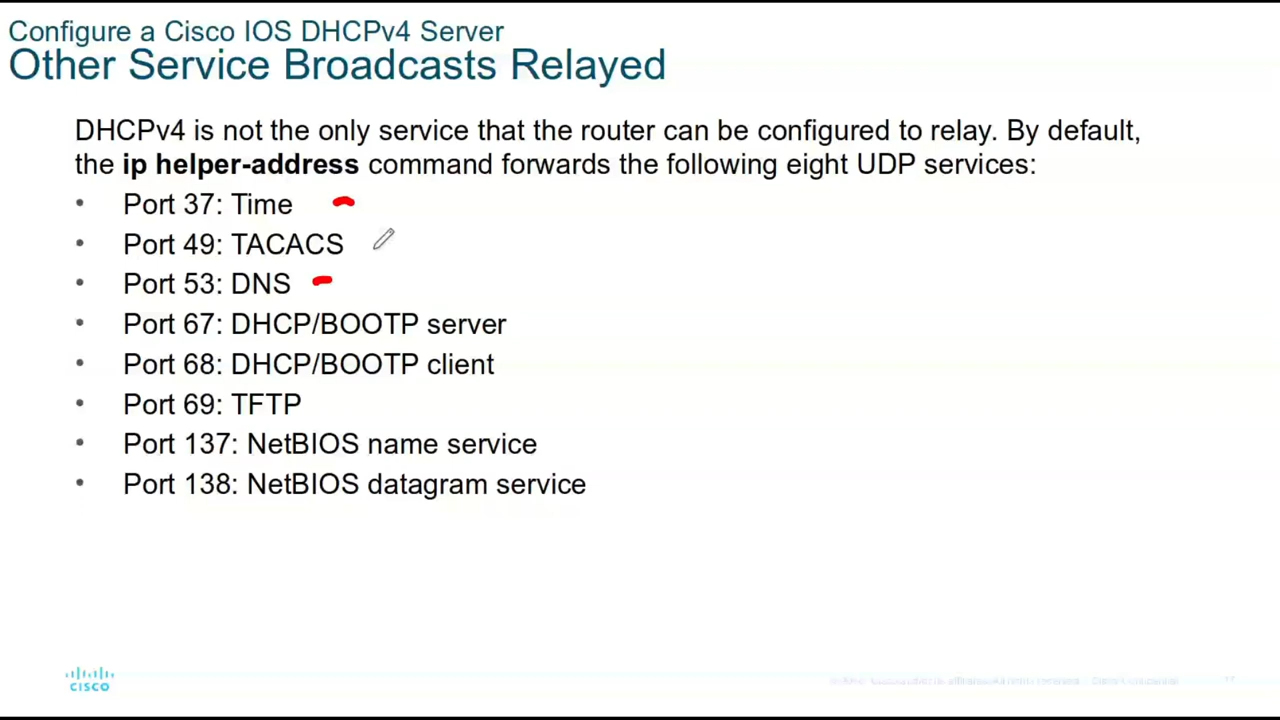 Configure a Cisco IOS DHCPv4 Server
Other Service Broadcasts Relayed
DHCPv4 is not the only service that the router can be configured to relay. By default,
the ip helper-address command forwards the following eight UDP services:
• Port 37: Time
• Port 49: TACACS
• Port 53: DNS
• Port 67: DHCP/BOOTP server
• Port 68: DHCP/BOOTP client
• Port 69: TFTP
• Port 137: NetBIOS name service
• Port 138: NetBIOS datagram service
CISCO